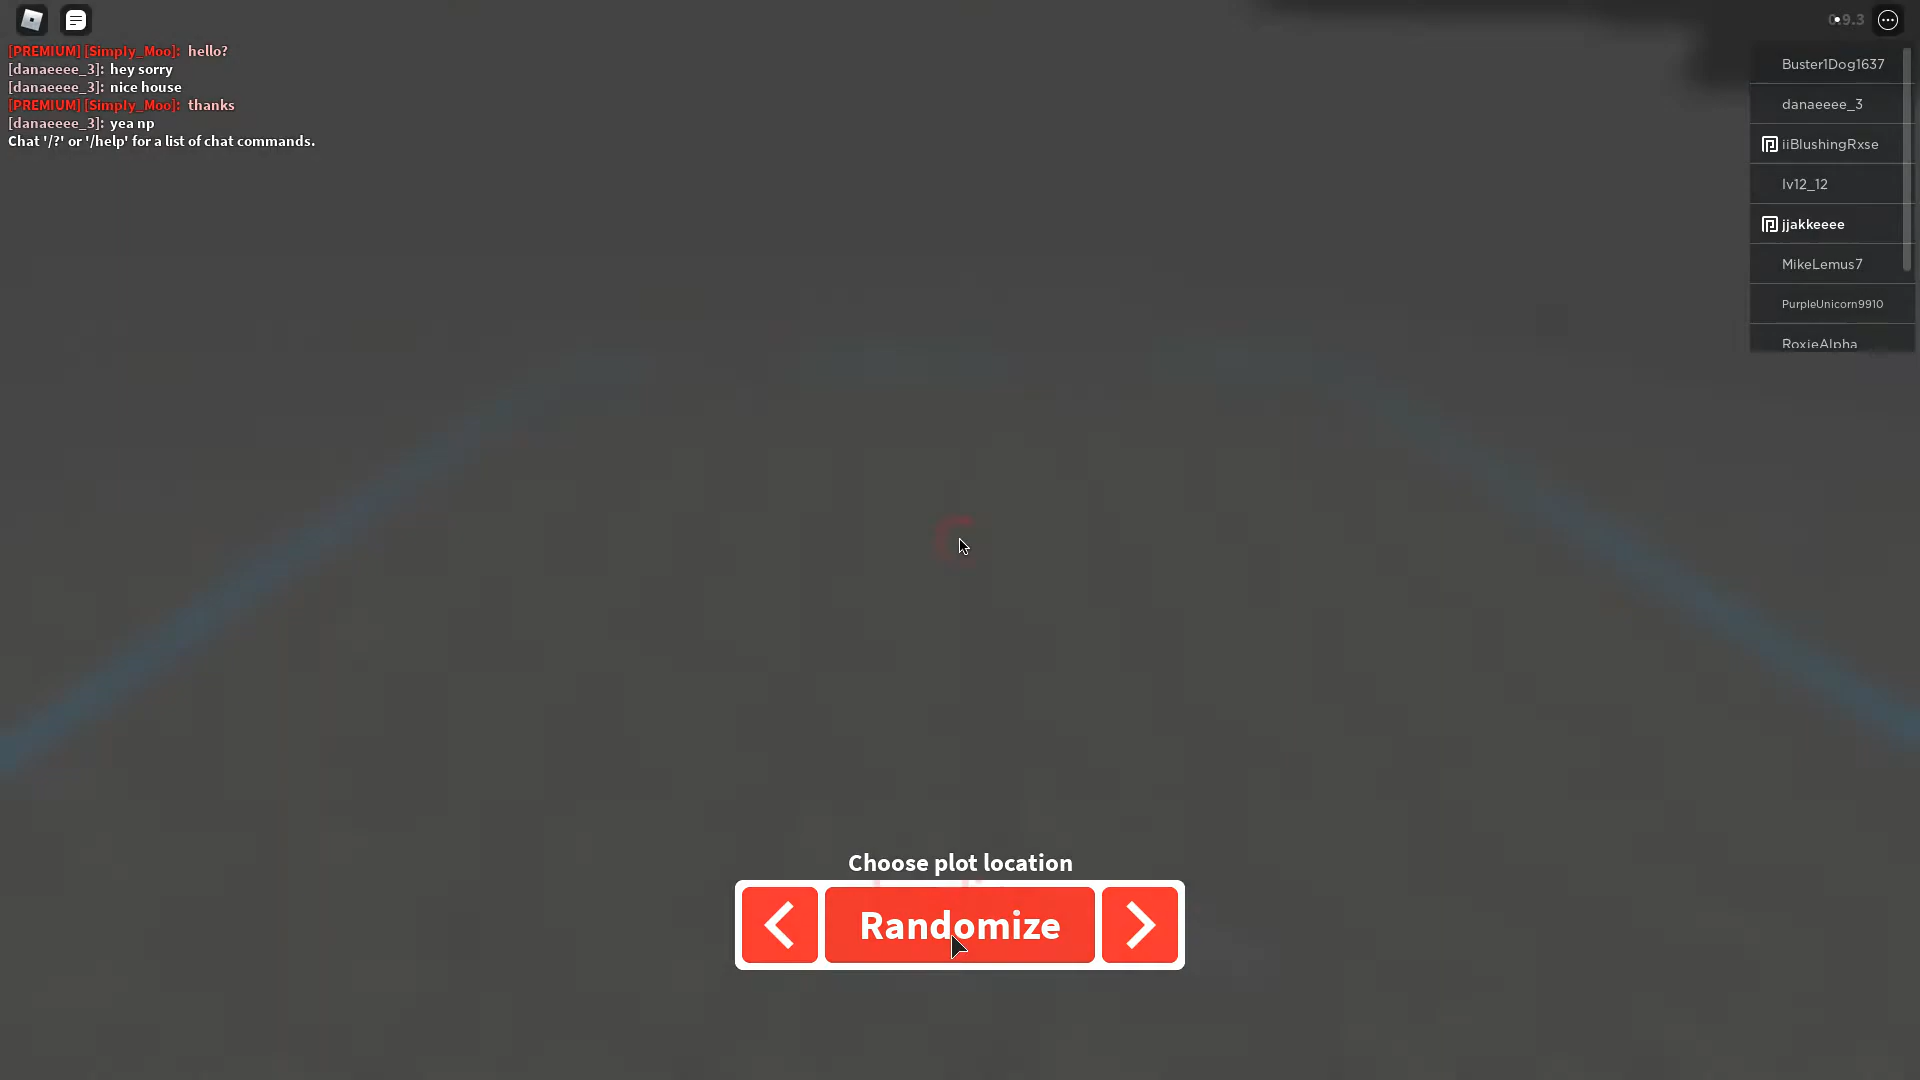 [PREMIUM] [Simply_Moo]: hello?
[danaeeee_3]: hey sorry
[danaeeee_3]: nice house
[PREMIUM] [Simply_Moo]: thanks
[danaeeee_3]: yea np
Chat '/?' or '/help' for a list of chat commands.
Buster1Dog1637
danaeeee_3
iiBlushingRxse
lv12_12
jjakkeeee
MikeLemus7
PurpleUnicorn9910
RoxieAlpha
Choose plot location
Randomize